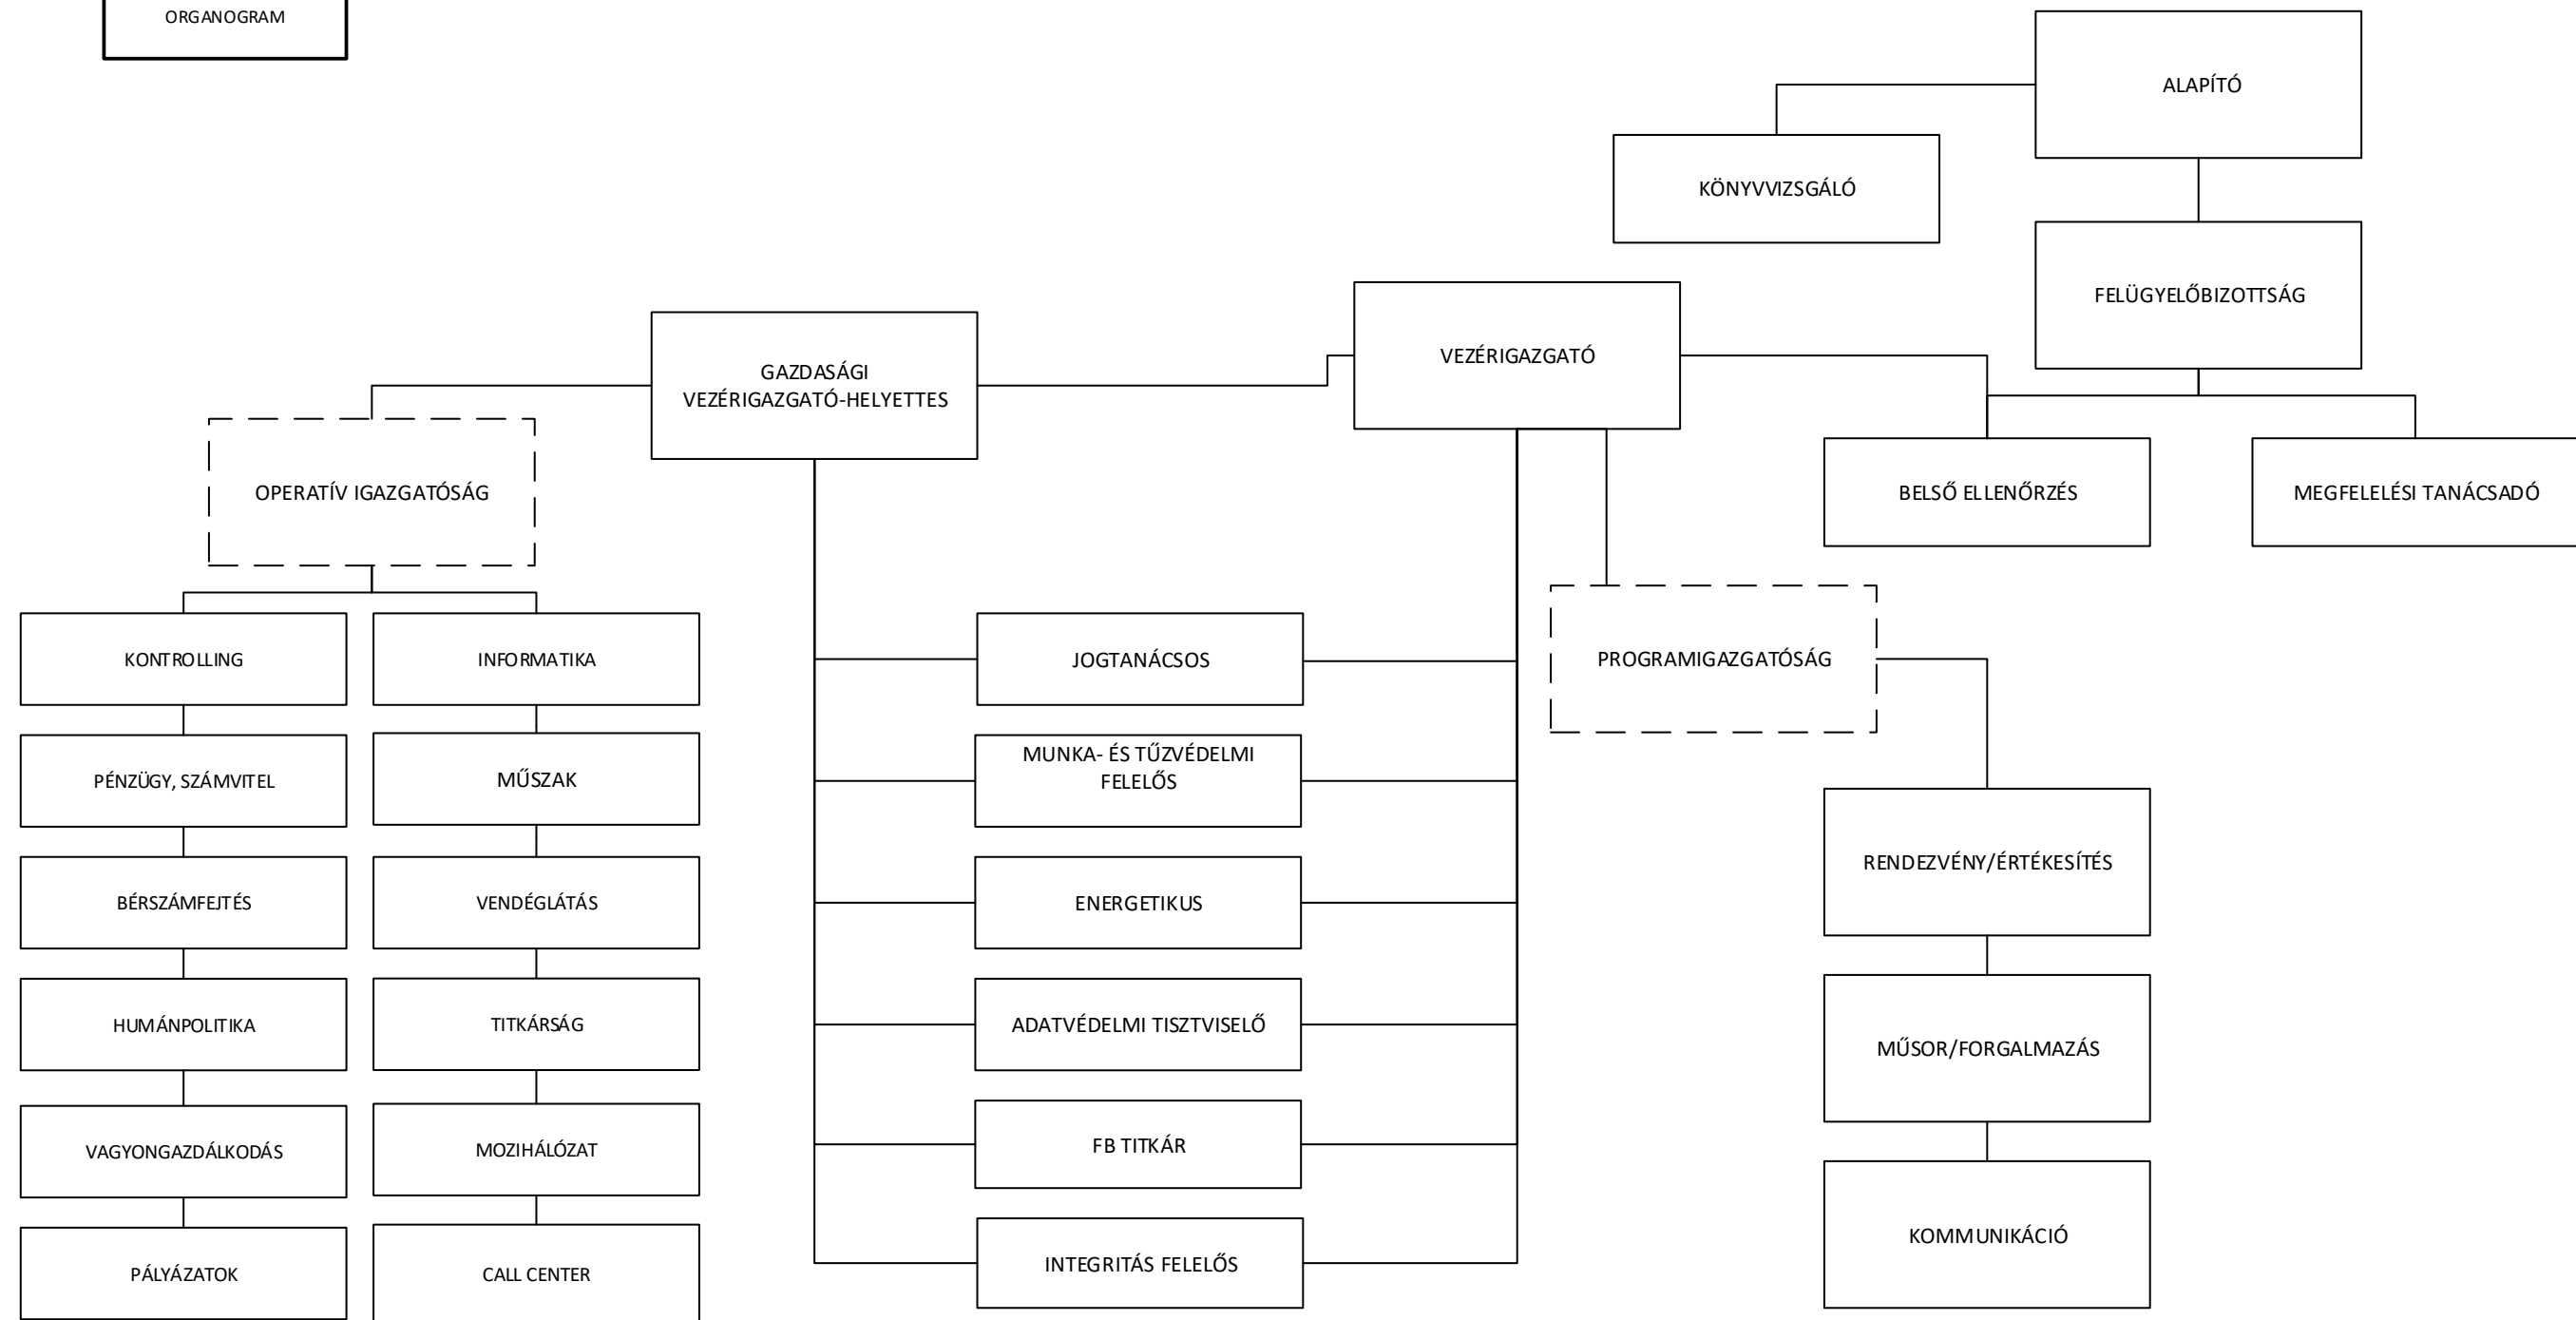 ORGANOGRAM
ALAPÍTÓ
KÖNYVVIZSGÁLÓ
FELÜGYELŐBIZOTTSÁG
VEZÉRIGAZGATÓ
GAZDASÁGI
VEZÉRIGAZGATÓ-HELYETTES
OPERATÍV IGAZGATÓSÁG
BELSŐ ELLENŐRZÉS
MEGFELELÉSI TANÁCSADÓ
KONTROLLING
INFORMATIKA
JOGTANÁCSOS
PROGRAMIGAZGATÓSÁG
PÉNZÜGY, SZÁMVITEL
MŰSZAK
MUNKA- ÉS TŰZVÉDELMI
FELELŐS
RENDEZVÉNY/ÉRTÉKESÍTÉS
BÉRSZÁMFEJTÉS
VENDÉGLÁTÁS
ENERGETIKUS
HUMÁNPOLITIKA
TITKÁRSÁG
ADATVÉDELMI TISZTVISELŐ
MŰSOR/FORGALMAZÁS
VAGYONGAZDÁLKODÁS
MOZIHÁLÓZAT
FB TITKÁR
KOMMUNIKÁCIÓ
PÁLYÁZATOK
CALL CENTER
INTEGRITÁS FELELŐS